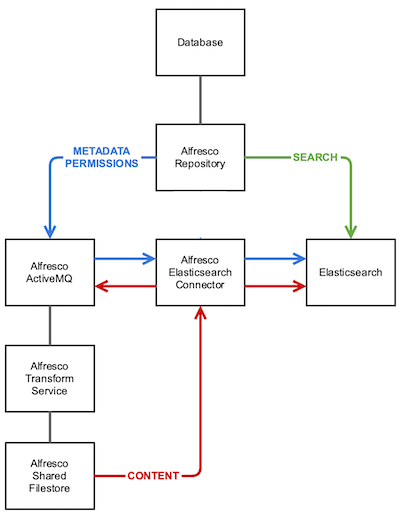 Database
METADATA
PERMISSIONS
Alfresco
Repository
SEARCH
Alfresco
ActiveMQ
Alfresco
Elasticsearch
Connector
Elasticsearch
Alfresco
Transform
Service
Alfresco
Shared
Filestore
CONTENT